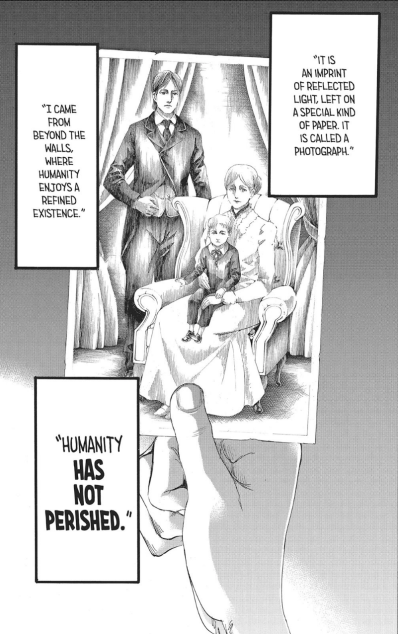 "IT IS
AN IMPRINT
OF REFLECTED
LIGHT, LEFT ON
A SPECIAL KIND
OF PAPER. IT
IS CALLED A
PHOTOGRAPH."
"I CAME
FROM
BEYOND THE
WALLS,
WHERE
HUMANITY
ENJOYS A
REFINED
EXISTENCE."
"HUMANITY
HAS
NOT
PERISHED."